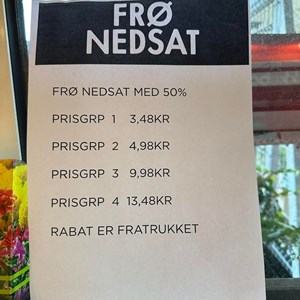 FRØ
NEDSAT
FRØ NEDSAT MED 50%
PRISGRP 1 3,48KR
PRISGRP 2 4,98KR
PRISGRP 3 9,98KR
PRISGRP 4 13,48KR
RABAT ER FRATRUKKET